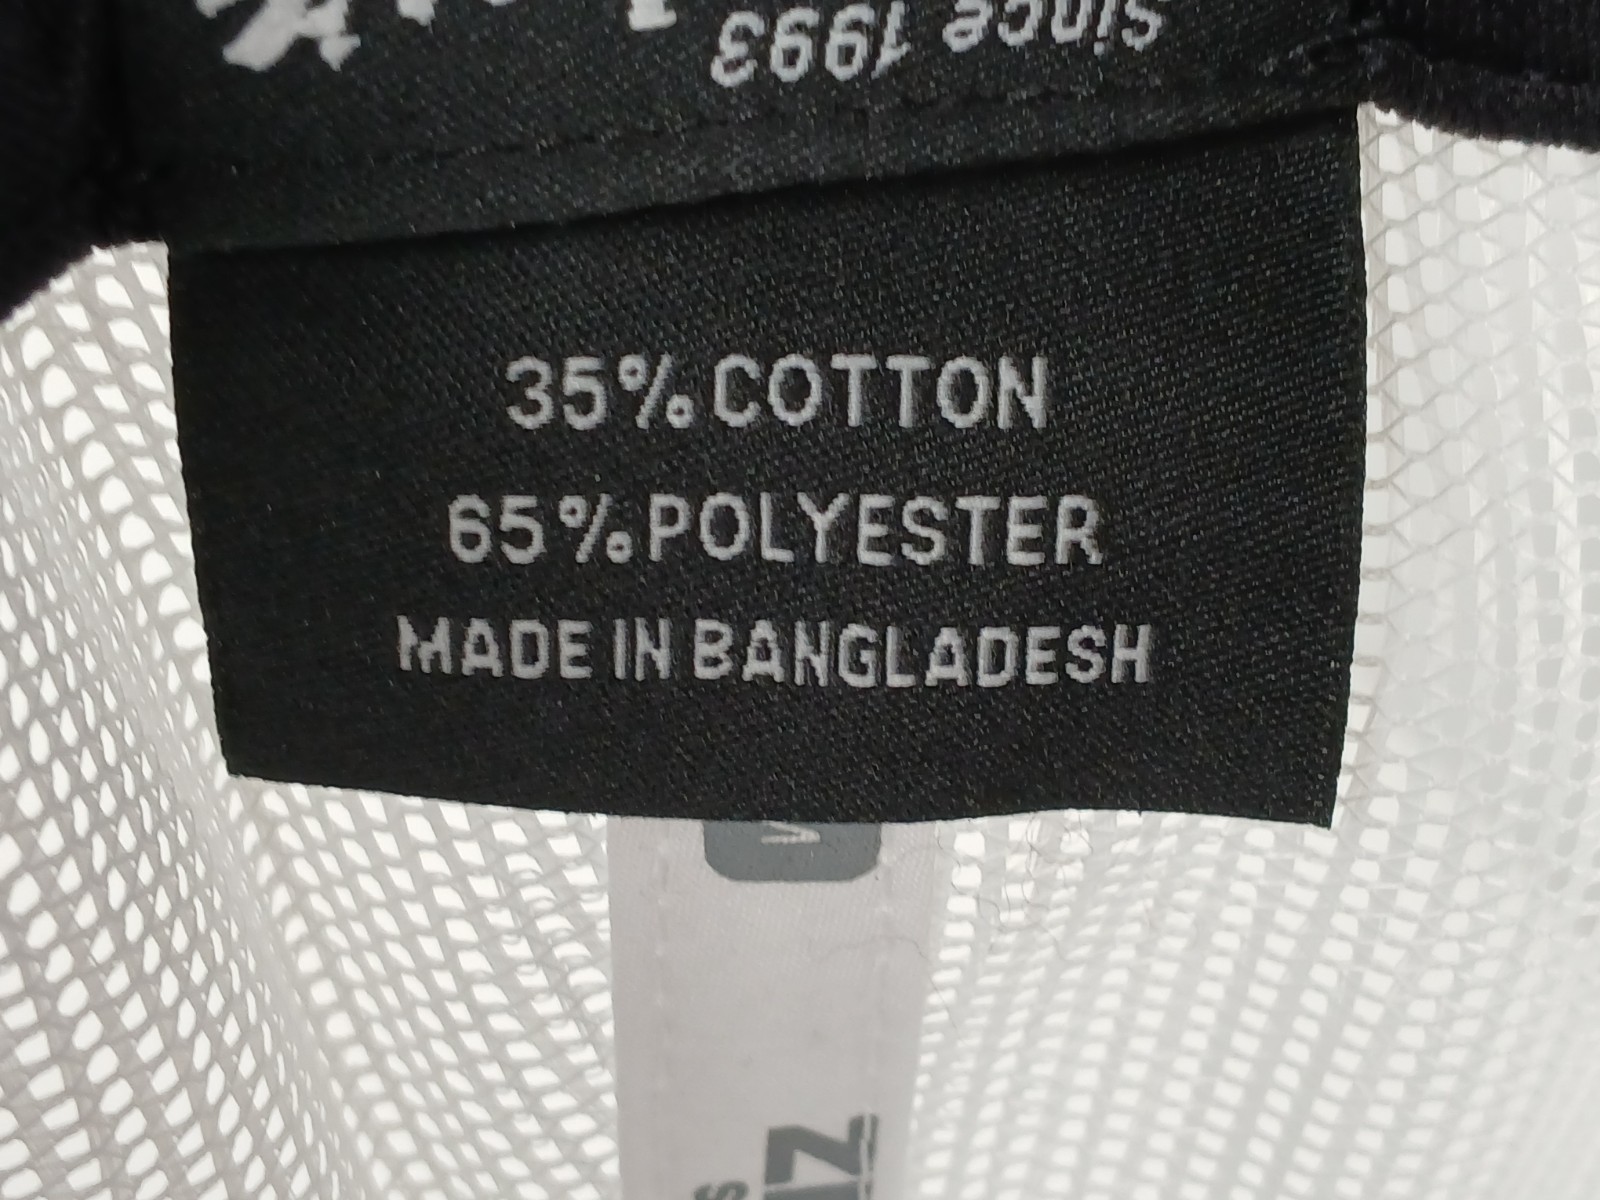 since 1993
35% COTTON
65% POLYESTER
MADE IN BANGLADESH